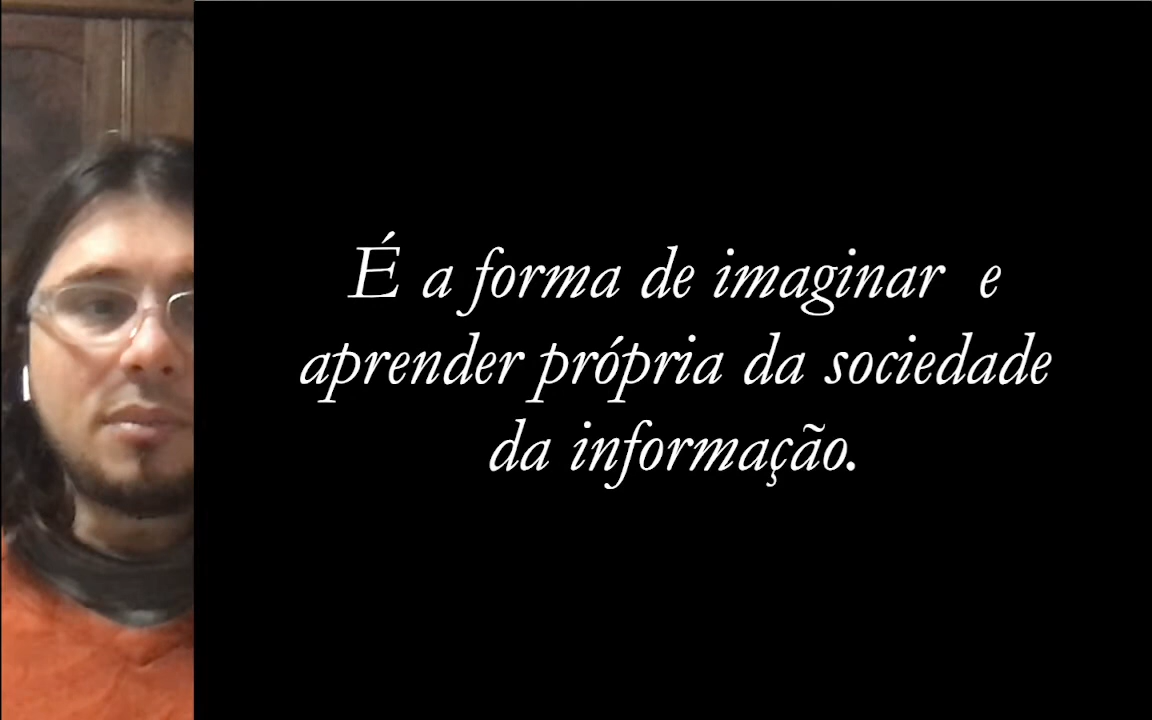 É a forma de imaginar e
aprender própria da sociedade
da informação.